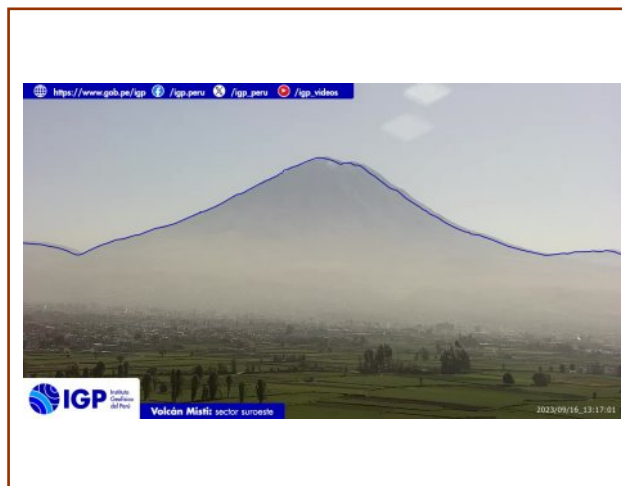 https://www.gob.pe/igp /igp.peru /igp_peru /igp_videos
IGP
Instituto
Geofísico
del Perú
Volcán Misti: sector suroeste
2023/09/16_13:17:01